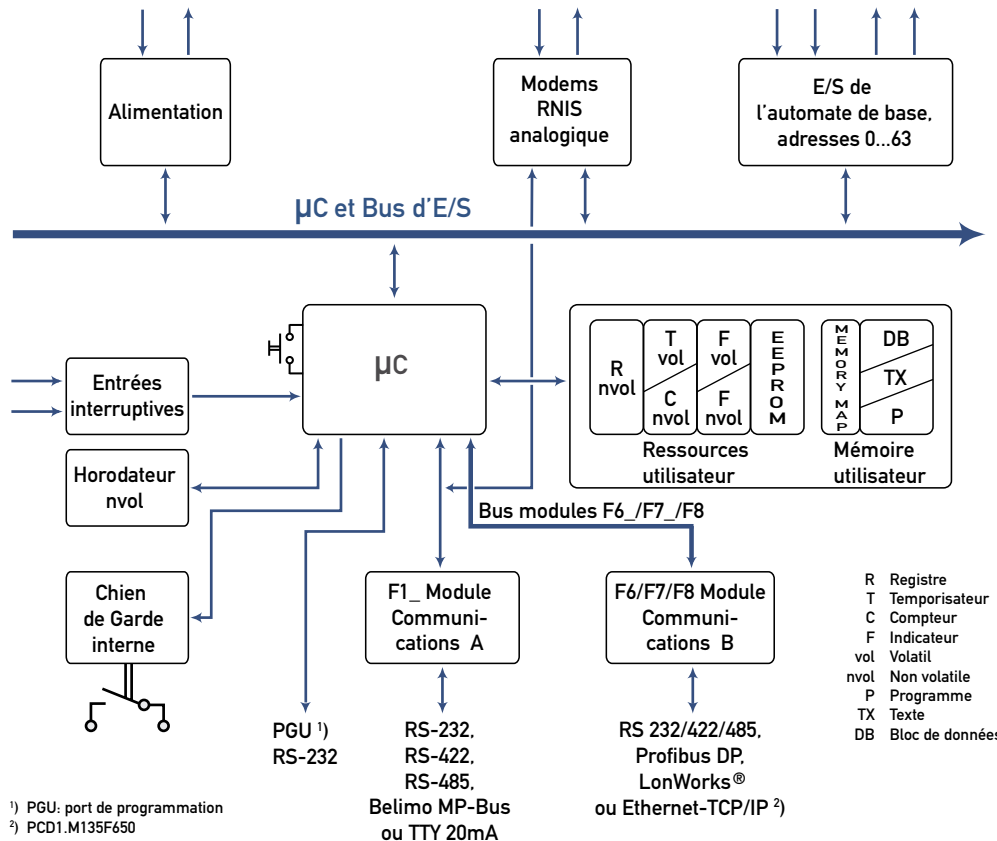 Alimentation
Modems
RNIS
analogique
E/S de
l'automate de base,
adresses 0...63
µC et Bus d'E/S
µC
Entrées
interruptives
Horodateur
nvol
Chien
de Garde
interne
R
nvol
T
vol
C
nvol
F
vol
F
nvol
EEPROM
MEMORY MAP
DB
TX
P
Ressources
utilisateur
Mémoire
utilisateur
Bus modules F6_/F7_/F8
F1_ Module
Communi-
cations A
F6/F7/F8 Module
Communi-
cations B
PGU ¹)
RS-232
RS-232,
RS-422,
RS-485,
Belimo MP-Bus
ou TTY 20mA
RS 232/422/485,
Profibus DP,
LonWorks®
ou Ethernet-TCP/IP ²)
R Registre
T Temporisateur
C Compteur
F Indicateur
vol Volatil
nvol Non volatile
P Programme
TX Texte
DB Bloc de données
¹) PGU: port de programmation
²) PCD1.M135F650